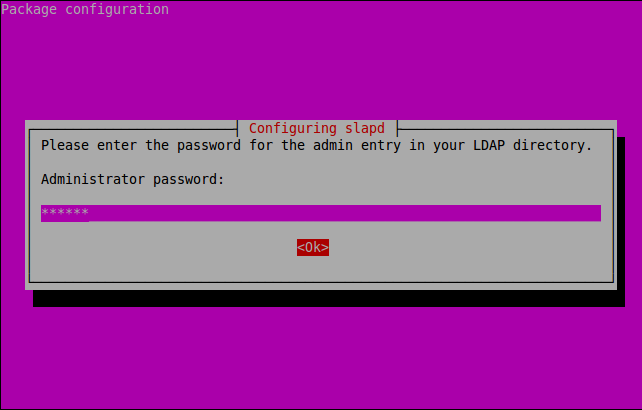 Package configuration
Configuring slapd
Please enter the password for the admin entry in your LDAP directory.
Administrator password:
******
<Ok>